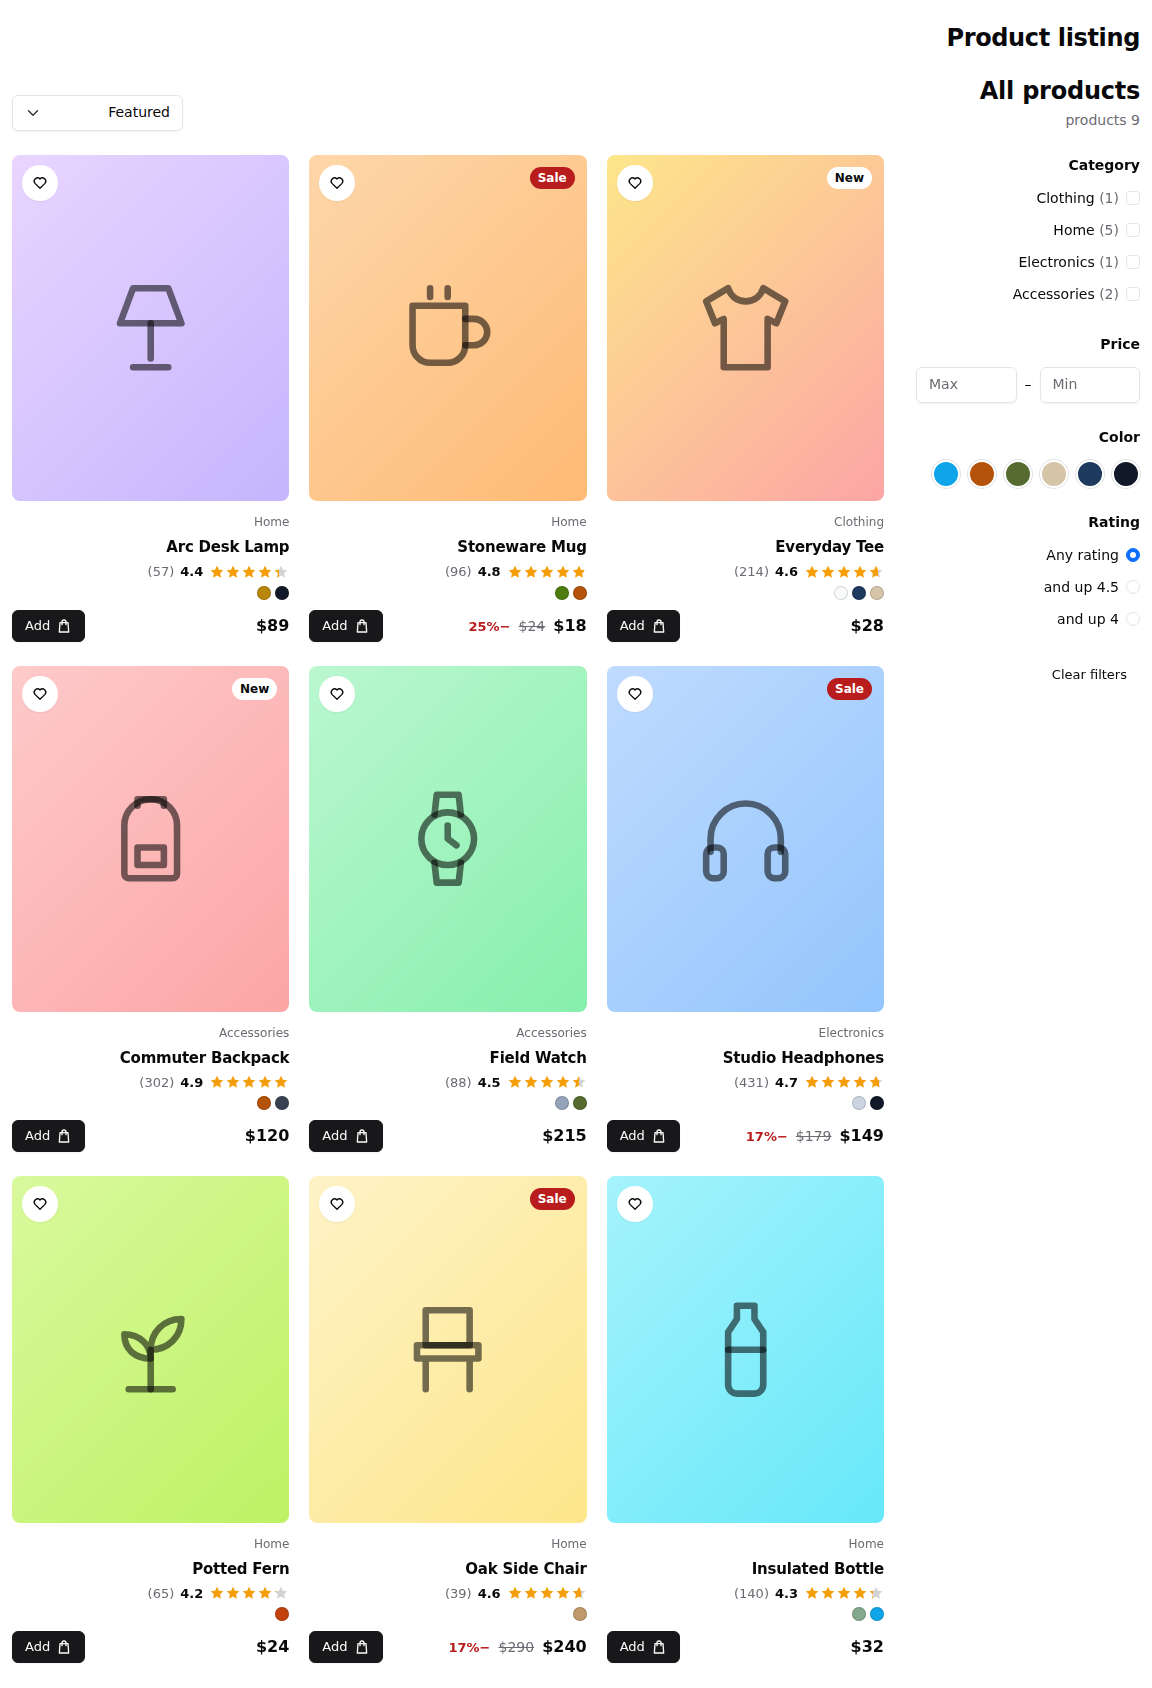 Product listing
All products
products 9
Featured
Category
Clothing (1)
Home (5)
Electronics (1)
Accessories (2)
Price
Max – Min
Color
Rating
Any rating
and up 4.5
and up 4
Clear filters
New
Clothing
Everyday Tee
(214) 4.6
Add $28
Sale
Home
Stoneware Mug
(96) 4.8
Add 25%− $24 $18
Home
Arc Desk Lamp
(57) 4.4
Add $89
Sale
Electronics
Studio Headphones
(431) 4.7
Add 17%− $179 $149
Accessories
Field Watch
(88) 4.5
Add $215
New
Accessories
Commuter Backpack
(302) 4.9
Add $120
Home
Insulated Bottle
(140) 4.3
Add $32
Sale
Home
Oak Side Chair
(39) 4.6
Add 17%− $290 $240
Home
Potted Fern
(65) 4.2
Add $24